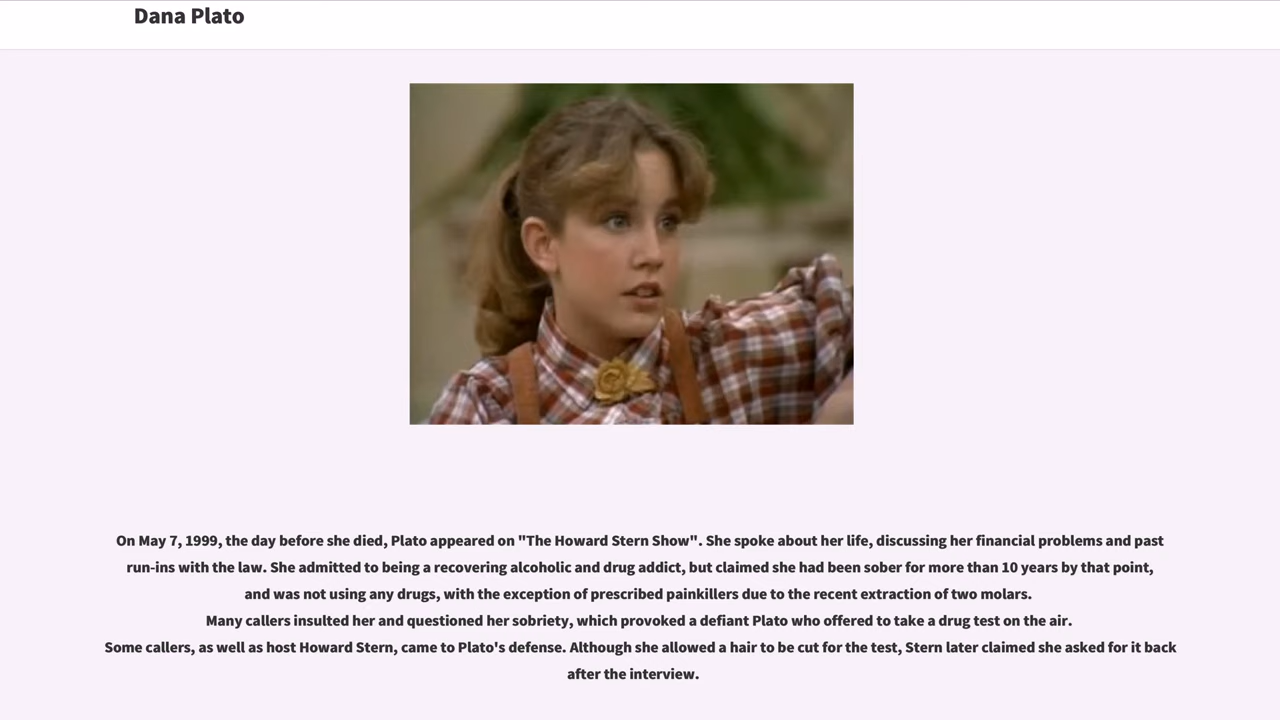 Dana Plato
On May 7, 1999, the day before she died, Plato appeared on "The Howard Stern Show". She spoke about her life, discussing her financial problems and past
run-ins with the law. She admitted to being a recovering alcoholic and drug addict, but claimed she had been sober for more than 10 years by that point,
and was not using any drugs, with the exception of prescribed painkillers due to the recent extraction of two molars.
Many callers insulted her and questioned her sobriety, which provoked a defiant Plato who offered to take a drug test on the air.
Some callers, as well as host Howard Stern, came to Plato's defense. Although she allowed a hair to be cut for the test, Stern later claimed she asked for it back
after the interview.